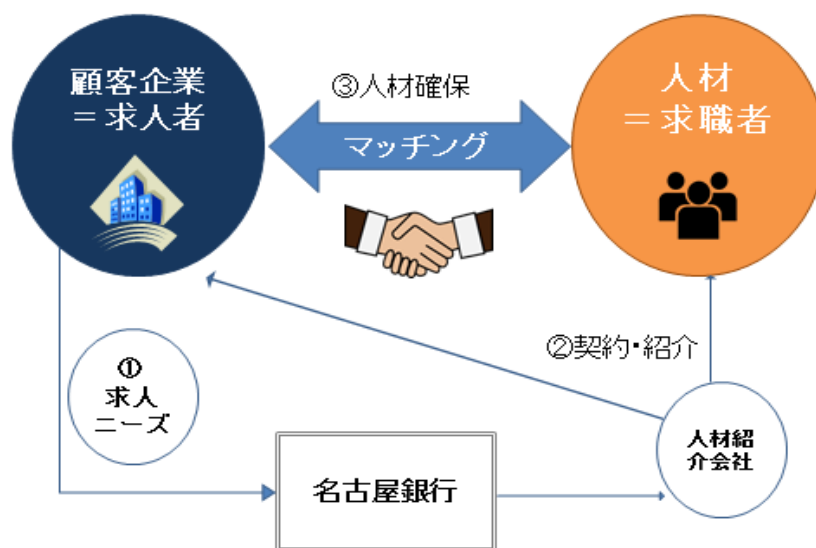 顧客企業
＝求人者
③人材確保
マッチング
人材
＝求職者
①
求人
ニーズ
②契約・紹介
名古屋銀行
人材紹
介会社